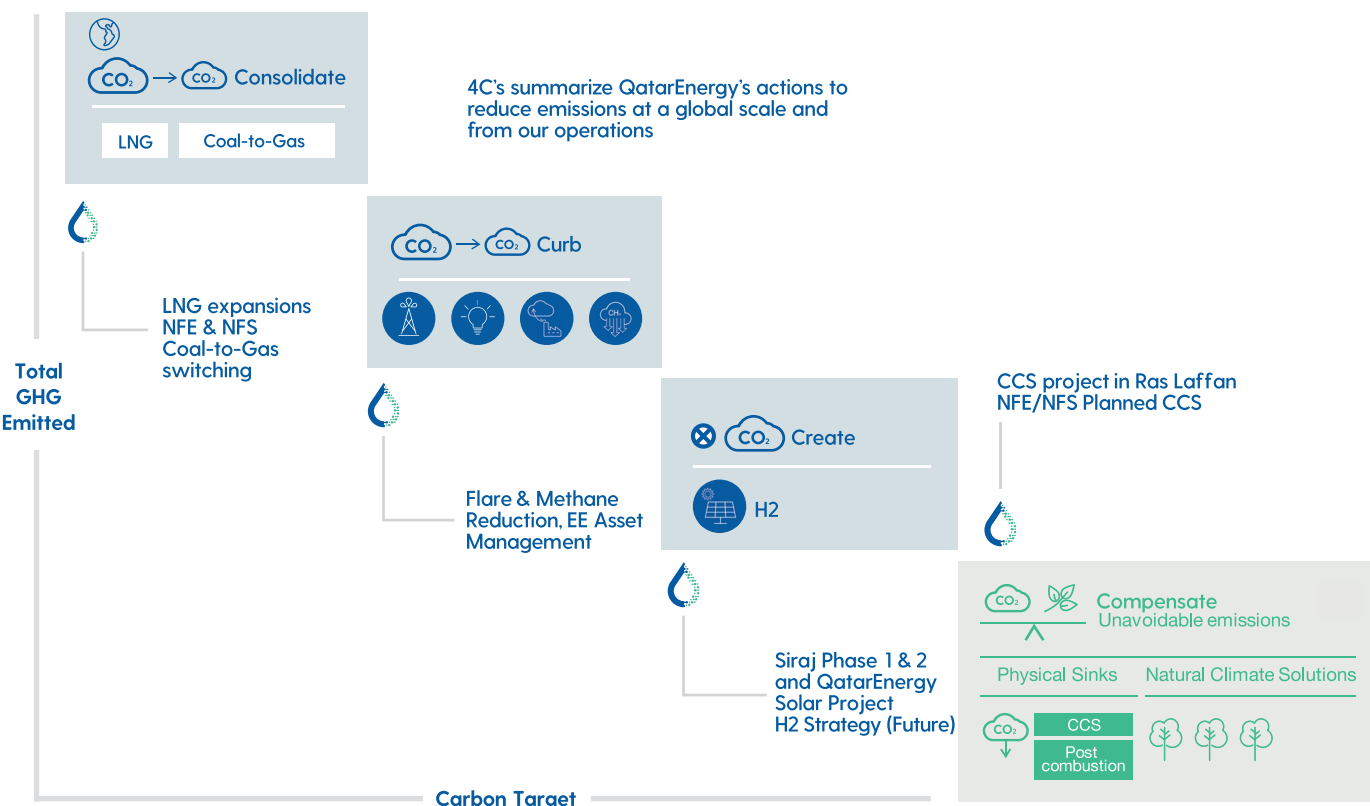 CO₂
CO₂
Consolidate
LNG
Coal-to-Gas
4C's summarize QatarEnergy's actions to
reduce emissions at a global scale and
from our operations
LNG expansions
NFE & NFS
Coal-to-Gas
switching
CO₂
CO₂
Curb
CH₄
Total
GHG
Emitted
Flare & Methane
Reduction, EE Asset
Management
CO₂
Create
H2
CCS project in Ras Laffan
NFE/NFS Planned CCS
Siraj Phase 1 & 2
and QatarEnergy
Solar Project
H2 Strategy (Future)
CO₂
Compensate
Unavoidable emissions
Physical Sinks
Natural Climate Solutions
CO₂
CCS
Post
combustion
Carbon Target